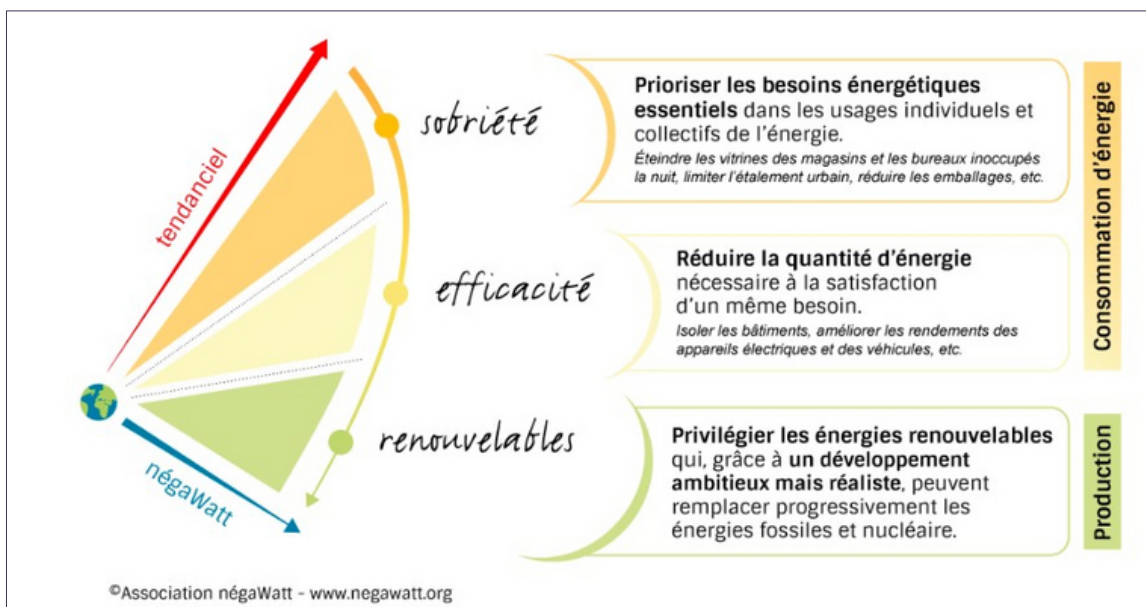 tendanciel
négaWatt
sobriété
Prioriser les besoins énergétiques
essentiels dans les usages individuels et
collectifs de l'énergie.
Éteindre les vitrines des magasins et les bureaux inoccupés
la nuit, limiter l'étalement urbain, réduire les emballages, etc.
efficacité
Réduire la quantité d'énergie
nécessaire à la satisfaction
d'un même besoin.
Isoler les bâtiments, améliorer les rendements des
appareils électriques et des véhicules, etc.
Consommation d'énergie
renouvelables
Privilégier les énergies renouvelables
qui, grâce à un développement
ambitieux mais réaliste, peuvent
remplacer progressivement les
énergies fossiles et nucléaire.
Production
©Association négaWatt - www.negawatt.org